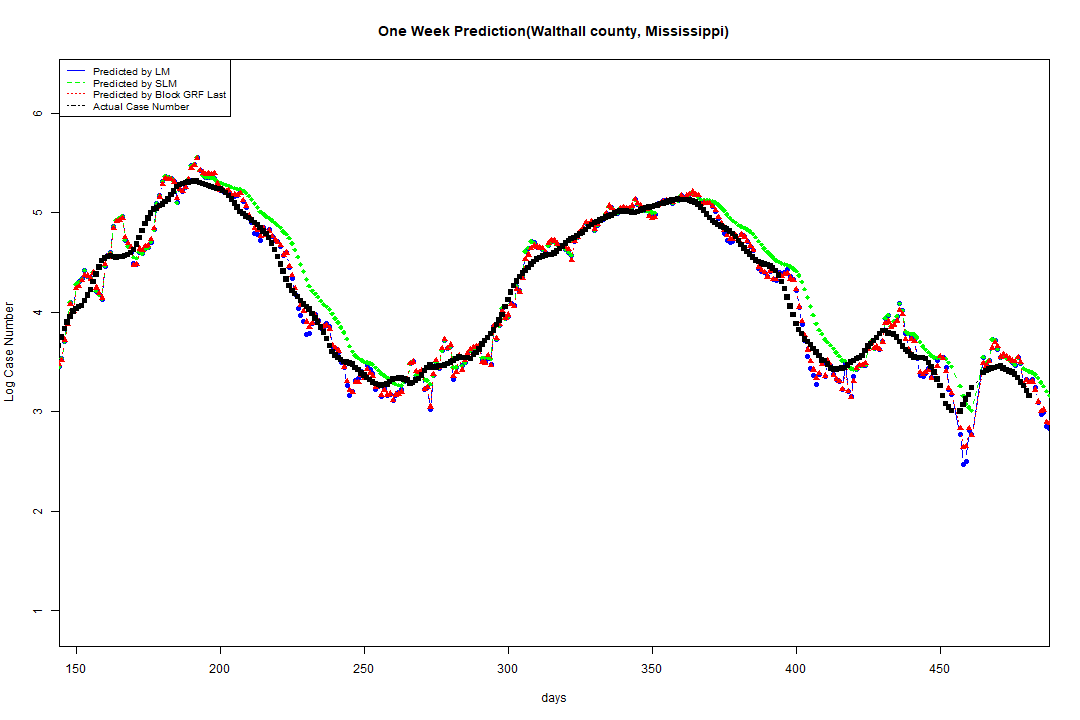 One Week Prediction(Walthall county, Mississippi)
Predicted by LM
Predicted by SLM
Predicted by Block GRF Last
Actual Case Number
6
5
4
3
2
1
Log Case Number
150 200 250 300 350 400 450
days